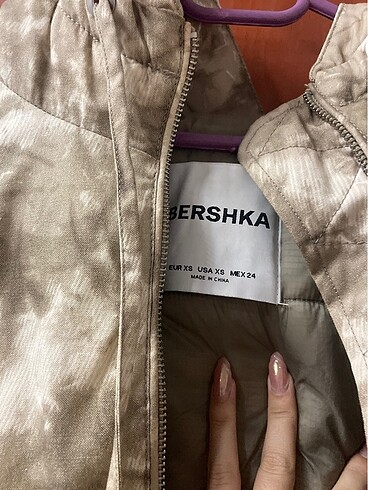 BERSHKA
EUR XS USA XS MEX 24
MADE IN CHINA